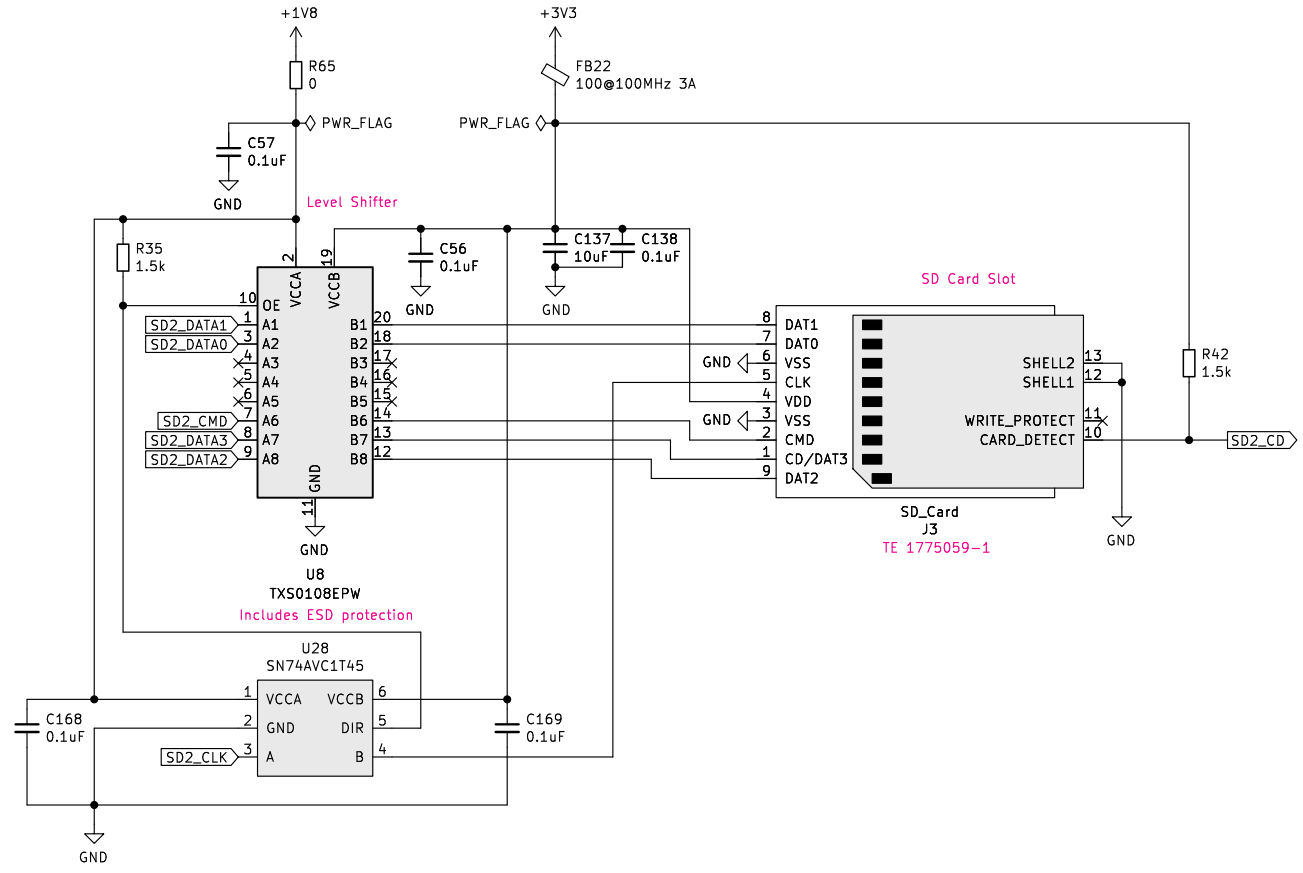 +1V8
+3V3
R65
0
FB22
100@100MHz 3A
PWR_FLAG
PWR_FLAG
C57
0.1uF
GND
Level Shifter
R35
1.5k
2
VCCA
19
VCCB
C56
0.1uF
GND
C137
10uF
C138
0.1uF
GND
SD Card Slot
10 OE
SD2_DATA1 1 A1 B1 20
SD2_DATA0 3 A2 B2 18
4 A3 B3 17
5 A4 B4 16
6 A5 B5 15
SD2_CMD 7 A6 B6 14
SD2_DATA3 8 A7 B7 13
SD2_DATA2 9 A8 B8 12
GND
11
GND
U8
TXS0108EPW
Includes ESD protection
8 DAT1
7 DAT0
GND 6 VSS
5 CLK
4 VDD
GND 3 VSS
2 CMD
1 CD/DAT3
9 DAT2
SHELL2 13
SHELL1 12
WRITE_PROTECT 11
CARD_DETECT 10
R42
1.5k
SD2_CD
SD_Card
J3
TE 1775059-1
GND
U28
SN74AVC1T45
1 VCCA VCCB 6
2 GND DIR 5
SD2_CLK 3 A B 4
C168
0.1uF
C169
0.1uF
GND